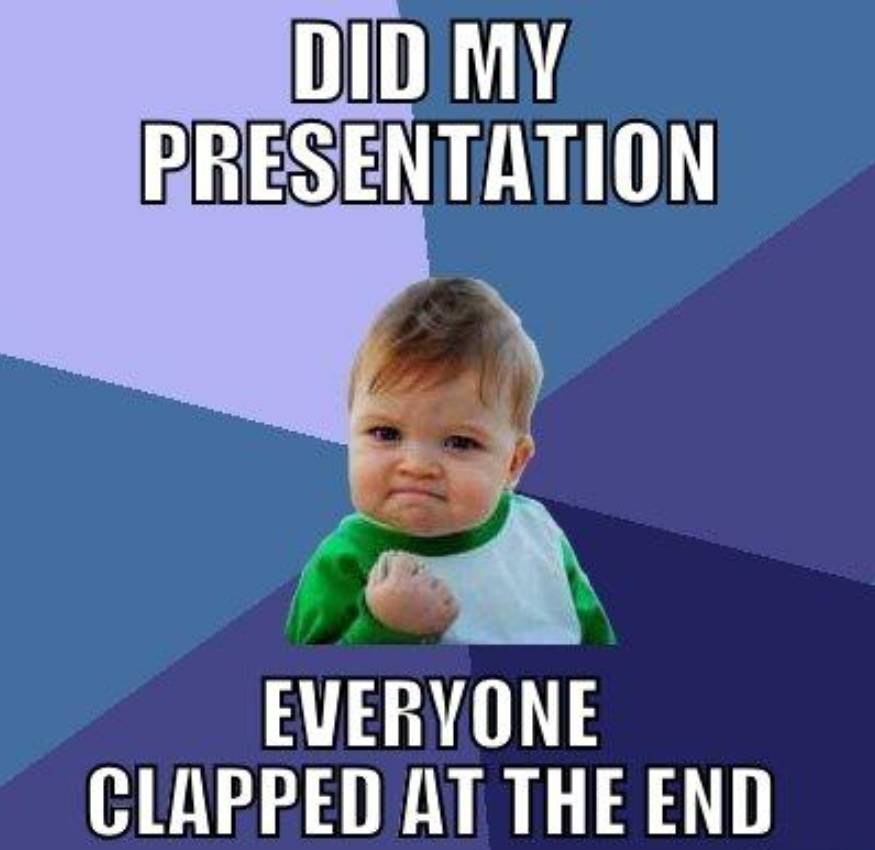 DID MY
PRESENTATION
EVERYONE
CLAPPED AT THE END